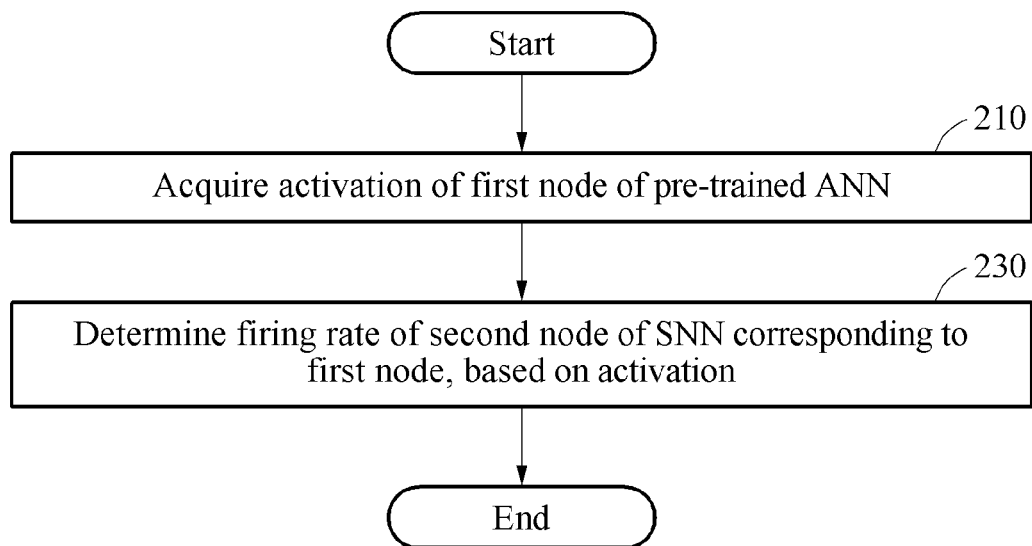 Start
210
Acquire activation of first node of pre-trained ANN
230
Determine firing rate of second node of SNN corresponding to
first node, based on activation
End